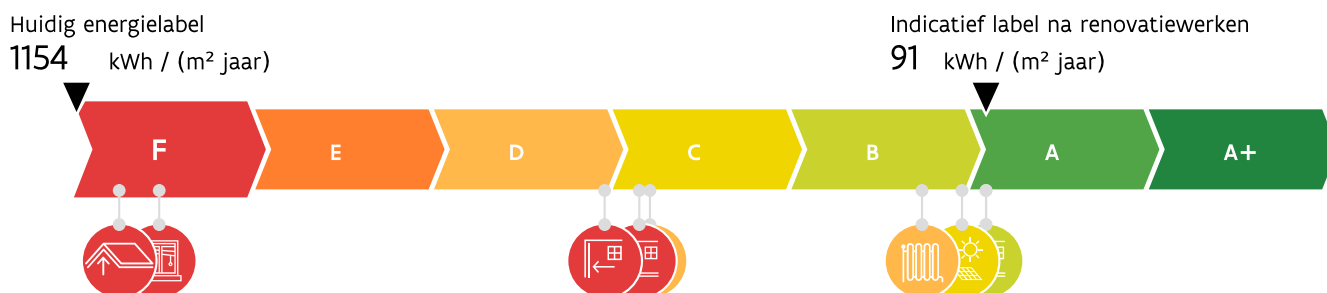 Huidig energielabel
1154 kWh / (m² jaar)
Indicatief label na renovatiewerken
91 kWh / (m² jaar)
F E D C B A A+